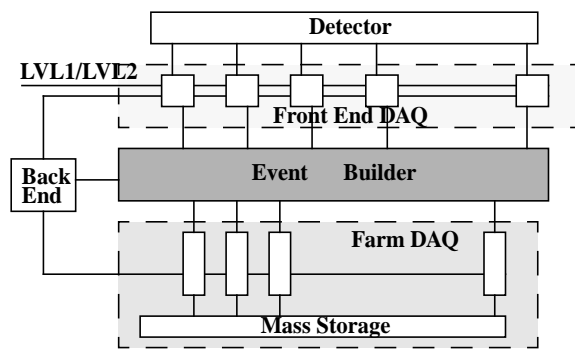 Detector
LVL1/LVL2
Front End DAQ
Back
End
Event Builder
Farm DAQ
Mass Storage